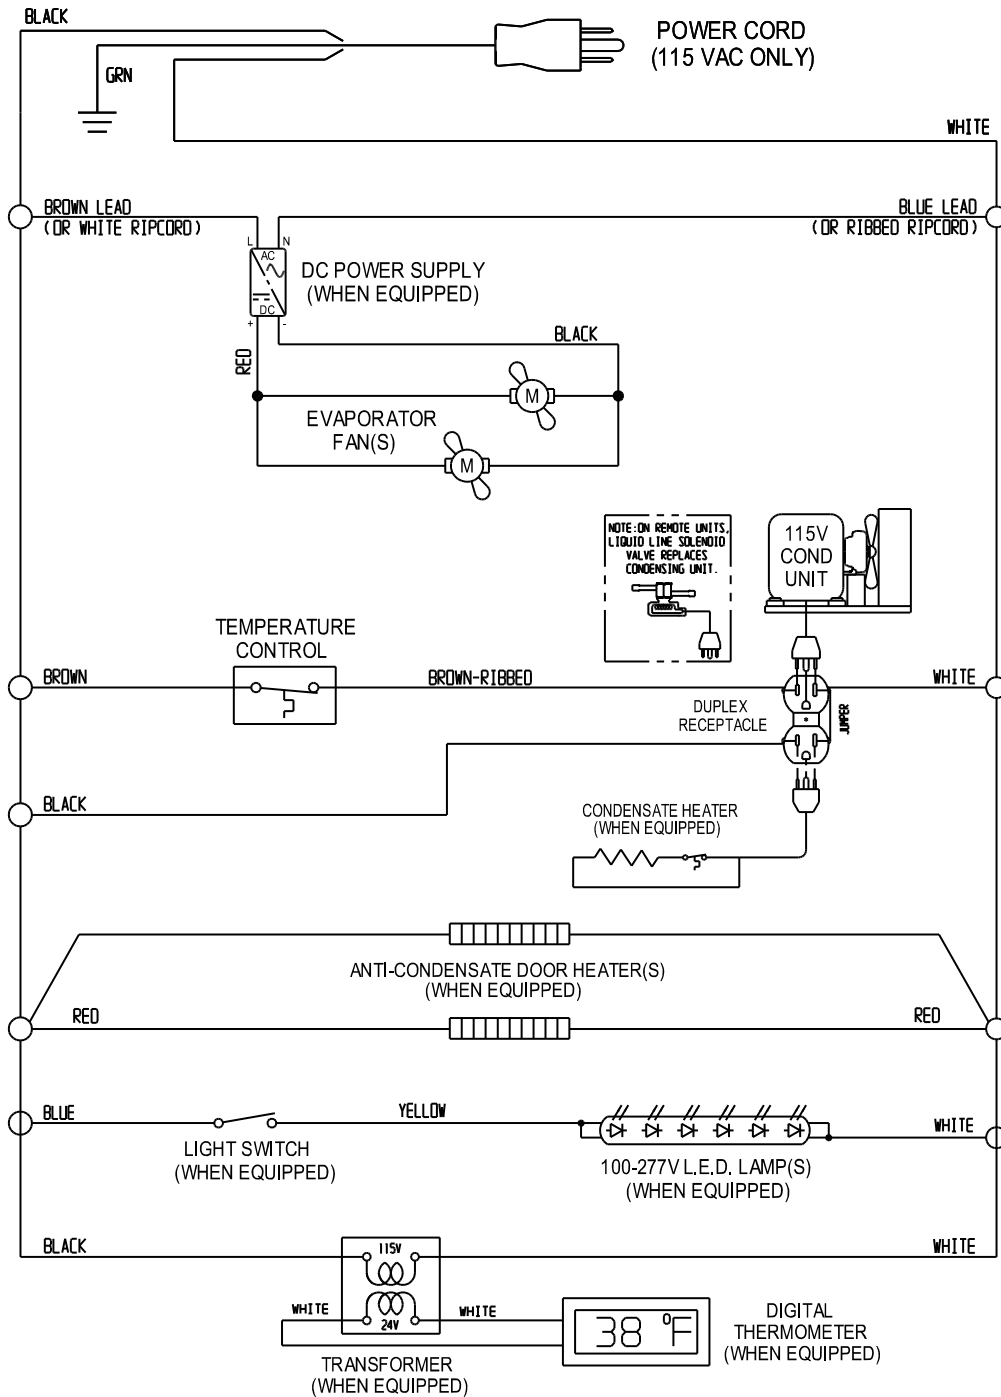 BLACK
POWER CORD
(115 VAC ONLY)
GRN
WHITE
BROWN LEAD
(OR WHITE RIPCORD)
BLUE LEAD
(OR RIBBED RIPCORD)
L
N
AC
DC
+
-
DC POWER SUPPLY
(WHEN EQUIPPED)
BLACK
RED
M
EVAPORATOR
FAN(S)
M
NOTE:ON REMOTE UNITS,
LIQUID LINE SOLENOID
VALVE REPLACES
CONDENSING UNIT.
115V
COND
UNIT
TEMPERATURE
CONTROL
BROWN
BROWN-RIBBED
WHITE
DUPLEX
RECEPTACLE
*
JUMPER
BLACK
CONDENSATE HEATER
(WHEN EQUIPPED)
ANTI-CONDENSATE DOOR HEATER(S)
(WHEN EQUIPPED)
RED
RED
BLUE
YELLOW
WHITE
LIGHT SWITCH
(WHEN EQUIPPED)
100-277V L.E.D. LAMP(S)
(WHEN EQUIPPED)
BLACK
115V
WHITE
WHITE
24V
WHITE
38 °F
DIGITAL
THERMOMETER
(WHEN EQUIPPED)
TRANSFORMER
(WHEN EQUIPPED)